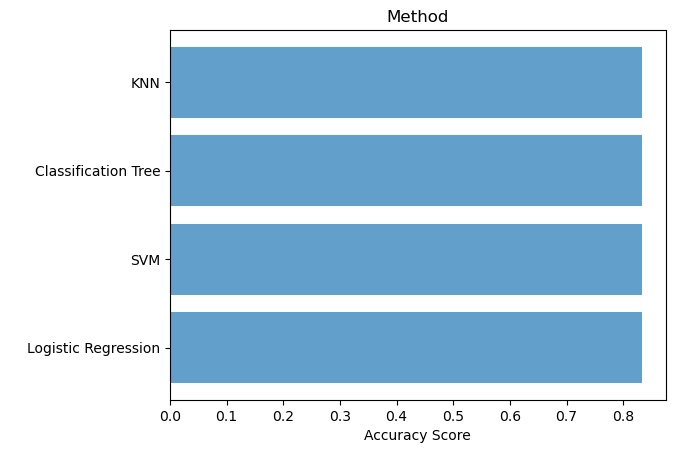 Method
KNN
Classification Tree
SVM
Logistic Regression
0.0 0.1 0.2 0.3 0.4 0.5 0.6 0.7 0.8
Accuracy Score